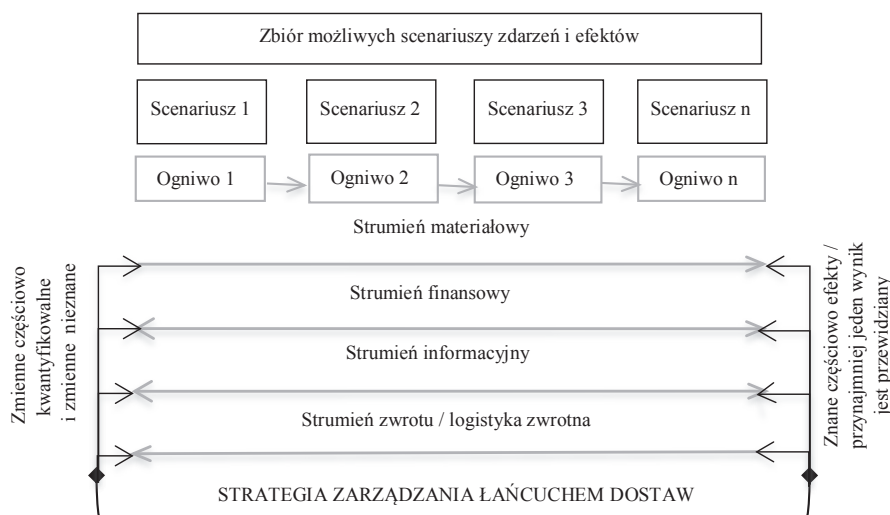 Zbiór możliwych scenariuszy zdarzeń i efektów
Scenariusz 1
Scenariusz 2
Scenariusz 3
Scenariusz n
Ogniwo 1
Ogniwo 2
Ogniwo 3
Ogniwo n
Strumień materiałowy
Strumień finansowy
Strumień informacyjny
Strumień zwrotu / logistyka zwrotna
Zmienne częściowo
kwantyfikowalne
i zmienne nieznane
Znane częściowo efekty /
przynajmniej jeden wynik
jest przewidziany
STRATEGIA ZARZĄDZANIA ŁAŃCUCHEM DOSTAW